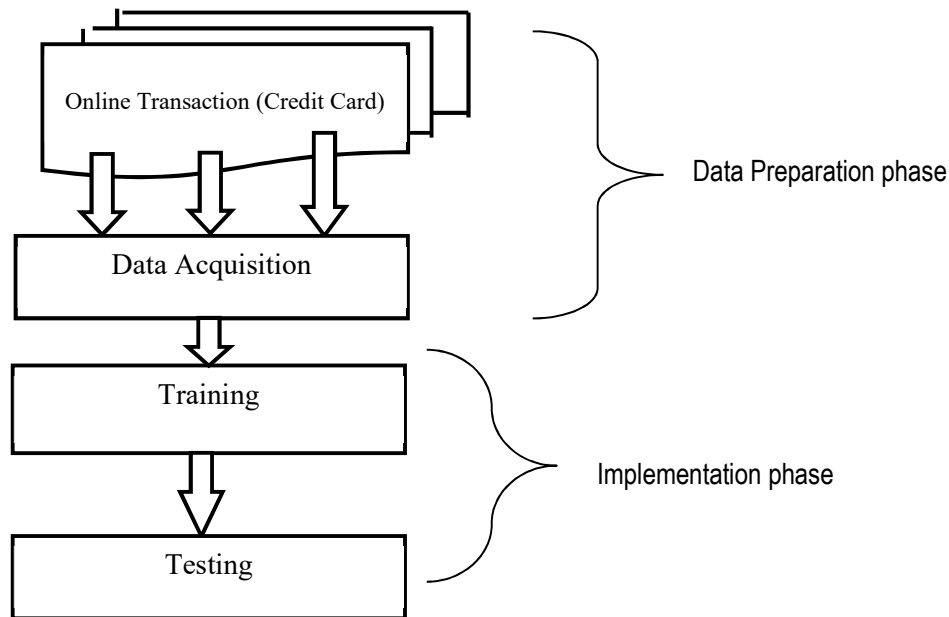 Online Transaction (Credit Card)
Data Preparation phase
Data Acquisition
Training
Implementation phase
Testing